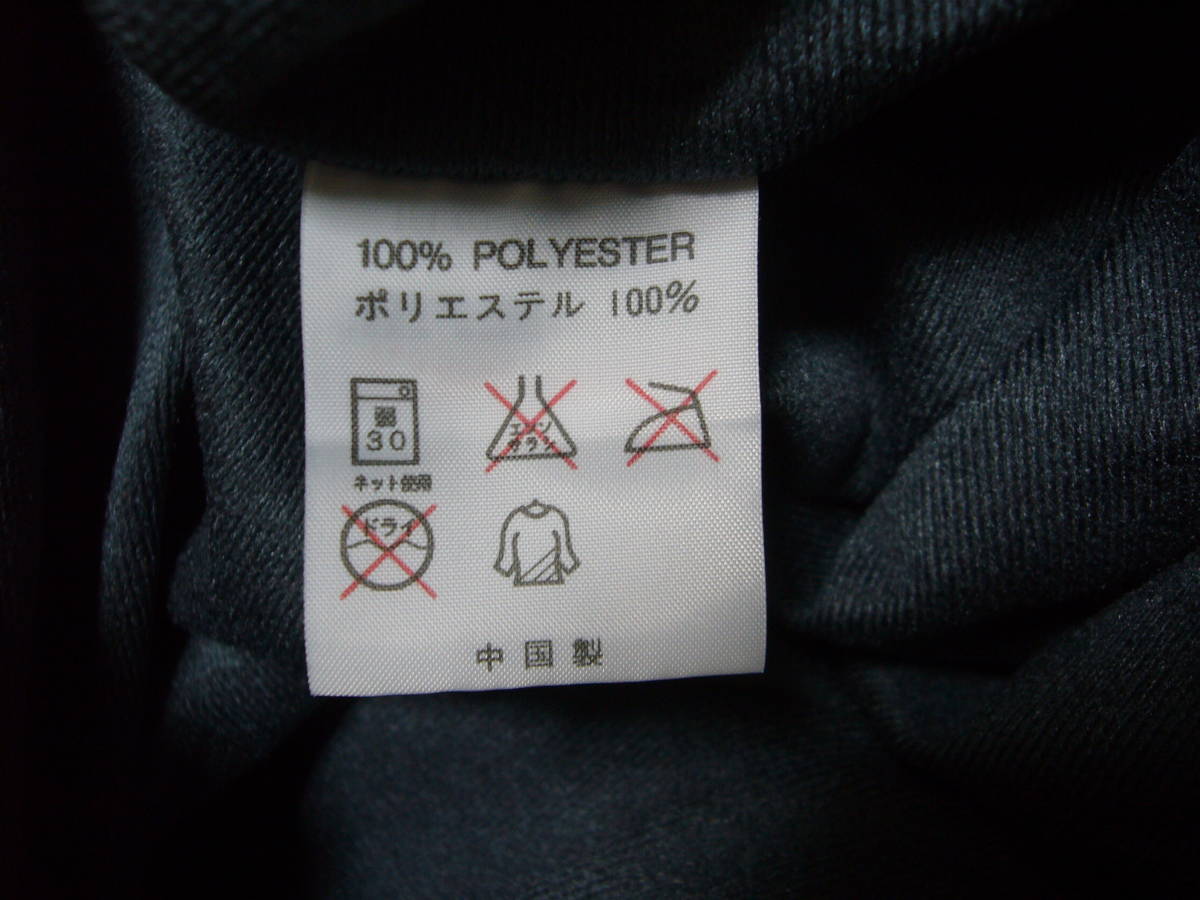 100% POLYESTER
ポリエステル 100%
弱
30
エンソ
サラシ
ネット使用
ドライ
中国製